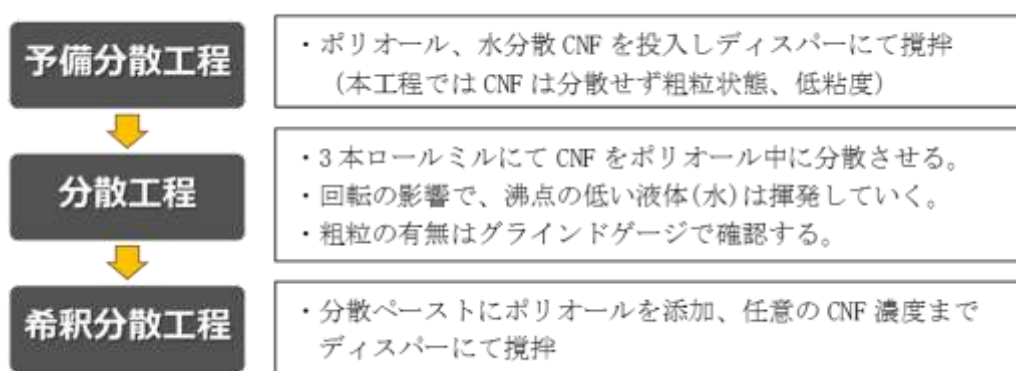 予備分散工程
・ポリオール、水分散 CNF を投入しディスパーにて撹拌
（本工程では CNF は分散せず粗粒状態、低粘度）
分散工程
・3 本ロールミルにて CNF をポリオール中に分散させる。
・回転の影響で、沸点の低い液体(水)は揮発していく。
・粗粒の有無はグラインドゲージで確認する。
希釈分散工程
・分散ペーストにポリオールを添加、任意の CNF 濃度まで
ディスパーにて撹拌